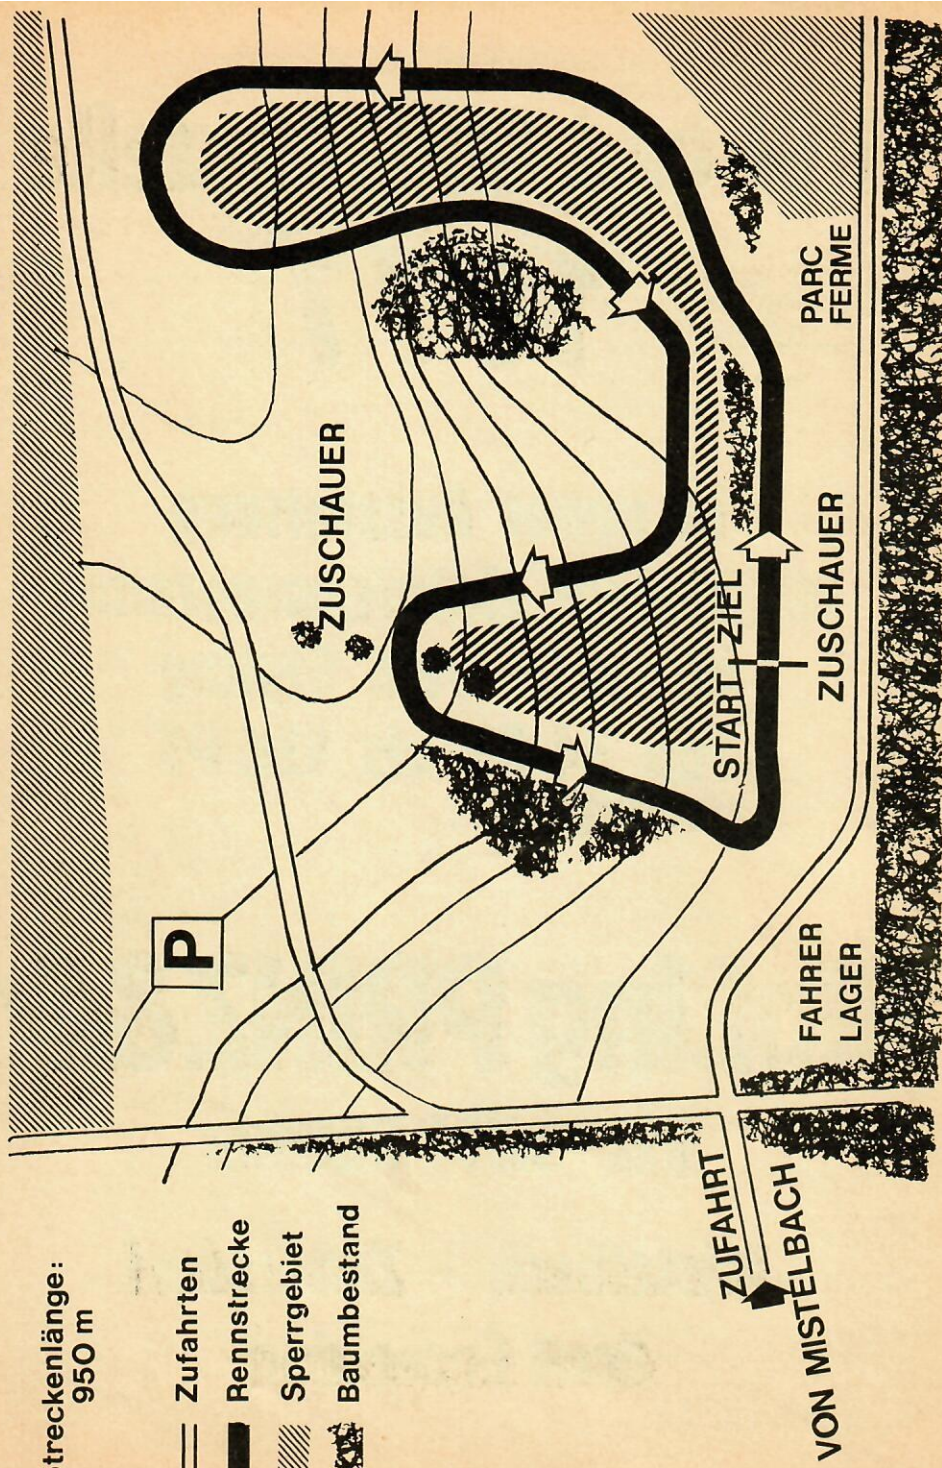 treckenlänge:
950 m
Zufahrten
Rennstrecke
Sperrgebiet
Baumbestand
P
ZUSCHAUER
START ZIEL
ZUFAHRT
VON MISTELBACH
FAHRER
LAGER
ZUSCHAUER
PARC
FERME